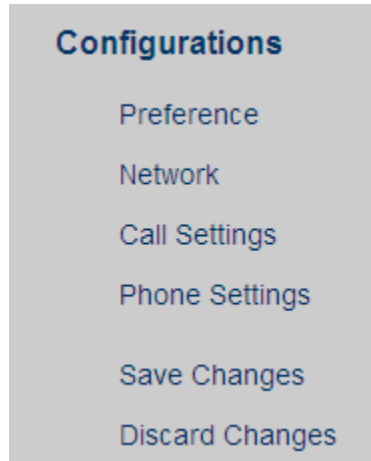 Configurations
Preference
Network
Call Settings
Phone Settings
Save Changes
Discard Changes